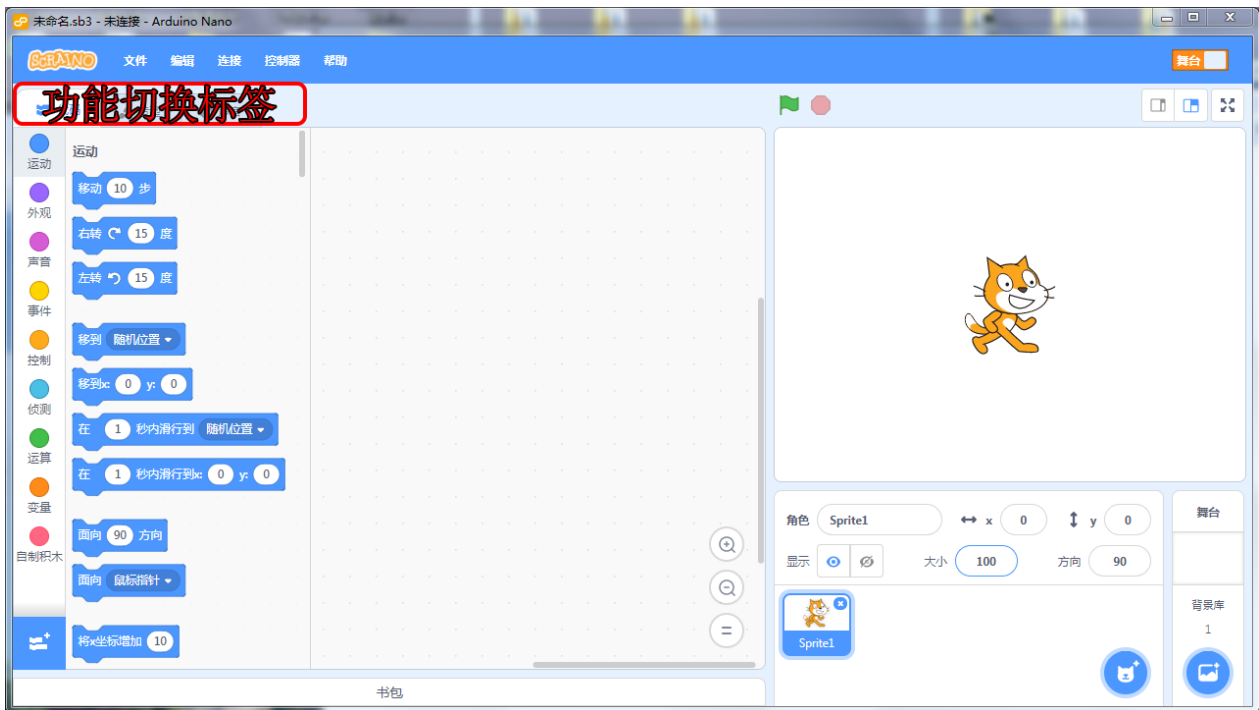 未命名.sb3 - 未连接 - Arduino Nano
SCRAINO 文件 编辑 连接 控制器 帮助 舞台
功能切换标签
运动
外观
声音
事件
控制
侦测
运算
变量
自制积木
运动
移动 10 步
右转 15 度
左转 15 度
移到 随机位置
移到x: 0 y: 0
在 1 秒内滑行到 随机位置
在 1 秒内滑行到x: 0 y: 0
面向 90 方向
面向 鼠标指针
将x坐标增加 10
书包
角色 Sprite1 x 0 y 0
显示 大小 100 方向 90
Sprite1
舞台
背景库
1